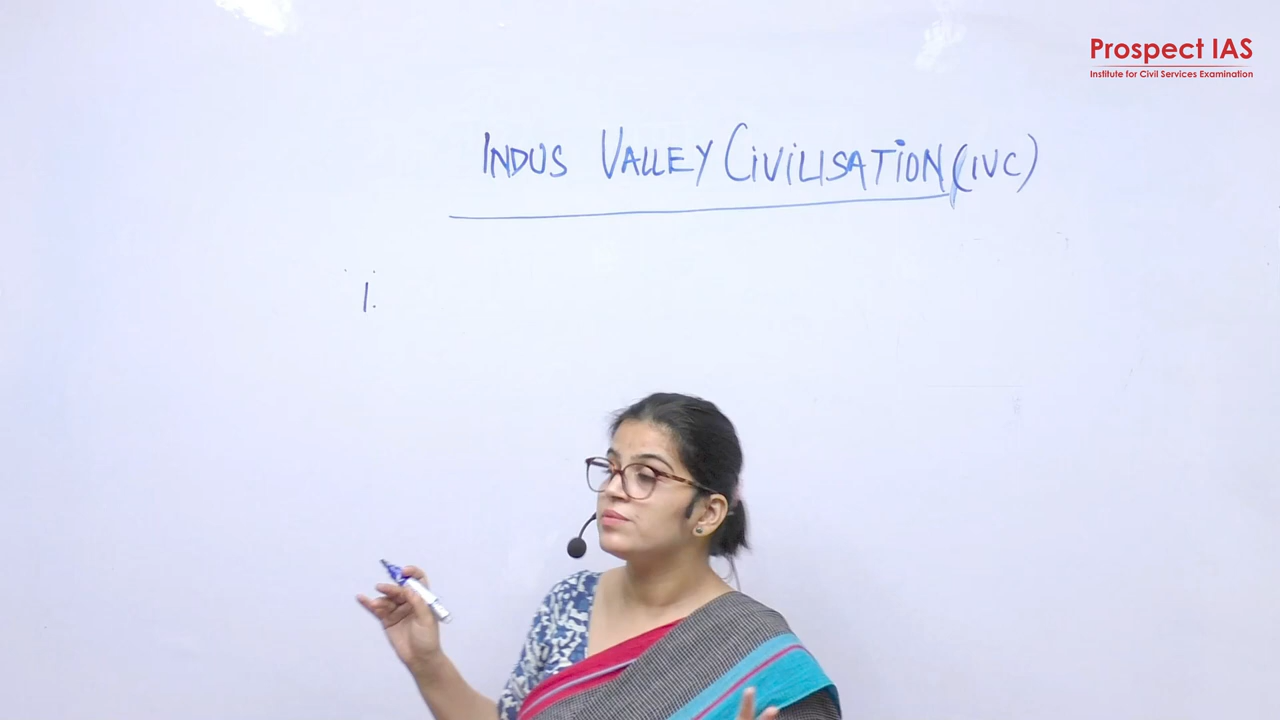 Prospect IAS
Institute for Civil Services Examination
INDUS VALLEY CIVILISATION (IVC)
1.